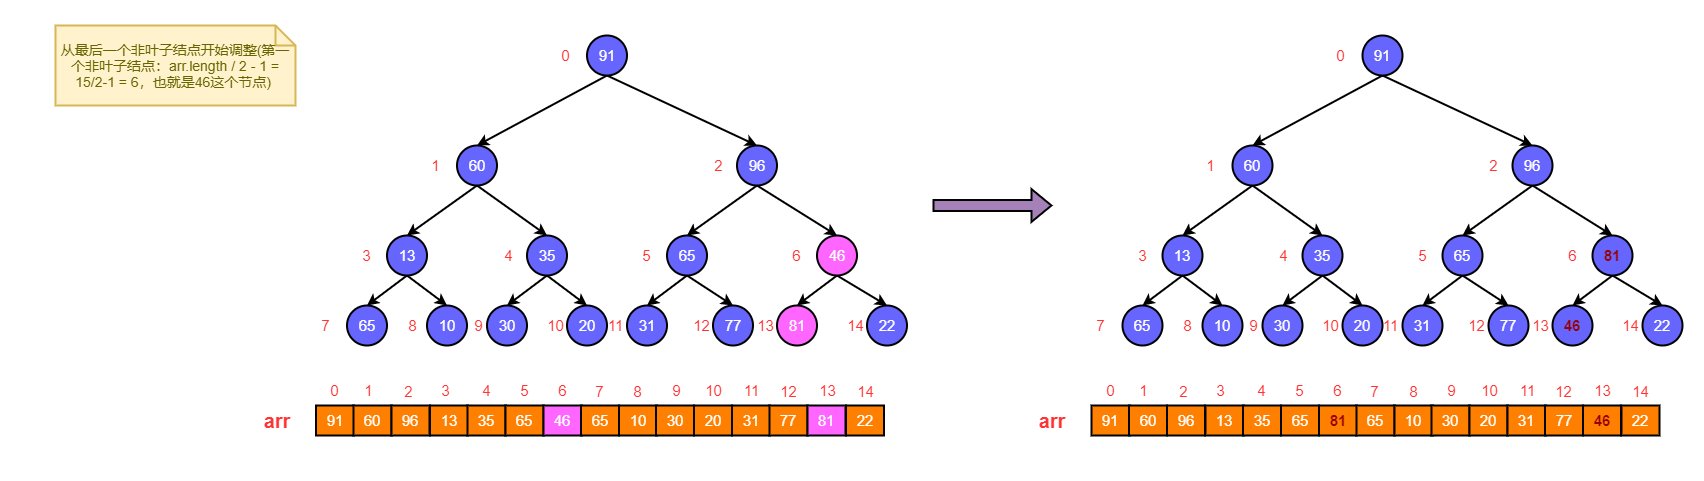 从最后一个非叶子结点开始调整(第一
个非叶子结点：arr.length / 2 - 1 =
15/2-1 = 6，也就是46这个节点)
0 91
1 60 2 96
3 13 4 35 5 65 6 46
7 65 8 10 9 30 10 20 11 31 12 77 13 81 14 22
0 1 2 3 4 5 6 7 8 9 10 11 12 13 14
arr 91 60 96 13 35 65 46 65 10 30 20 31 77 81 22
0 91
1 60 2 96
3 13 4 35 5 65 6 81
7 65 8 10 9 30 10 20 11 31 12 77 13 46 14 22
0 1 2 3 4 5 6 7 8 9 10 11 12 13 14
arr 91 60 96 13 35 65 81 65 10 30 20 31 77 46 22